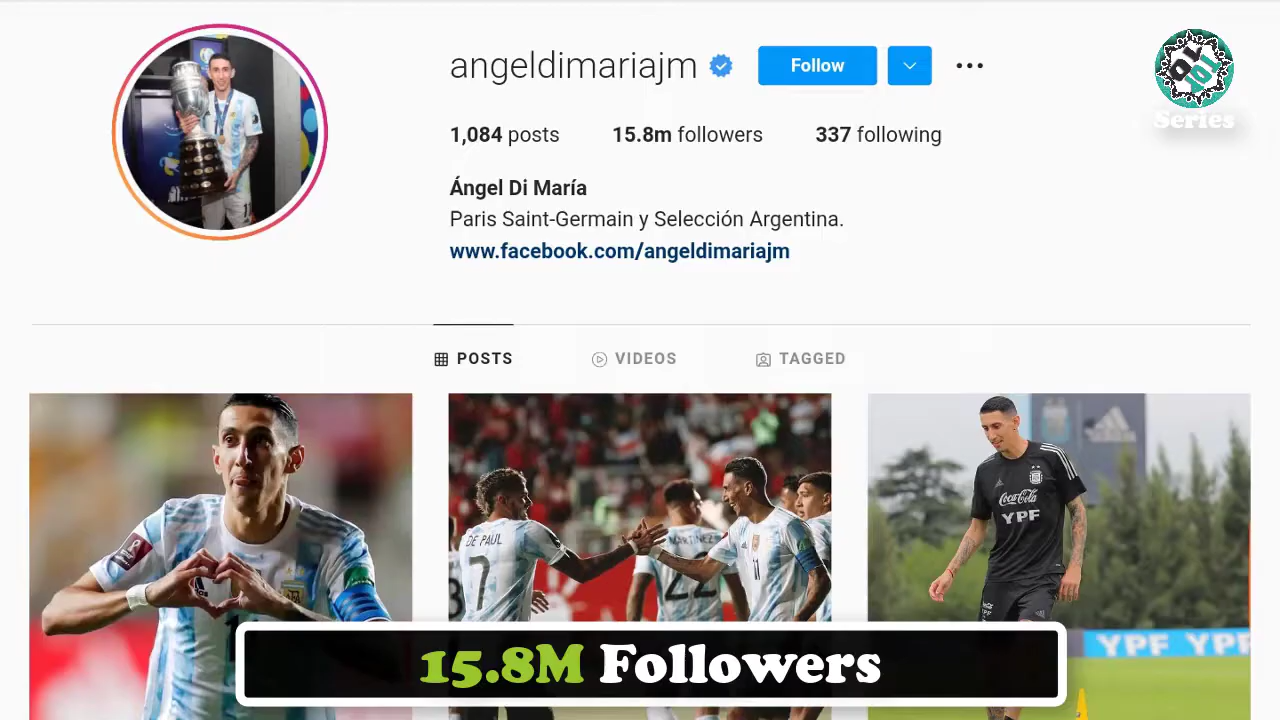 angeldimariajm
Follow
1,084 posts 15.8m followers 337 following
Series
Ángel Di María
Paris Saint-Germain y Selección Argentina.
www.facebook.com/angeldimariajm
POSTS VIDEOS TAGGED
DE PAUL
7
MARTINEZ
22
11
Coca-Cola
YPF
YPF YPF
15.8M Followers